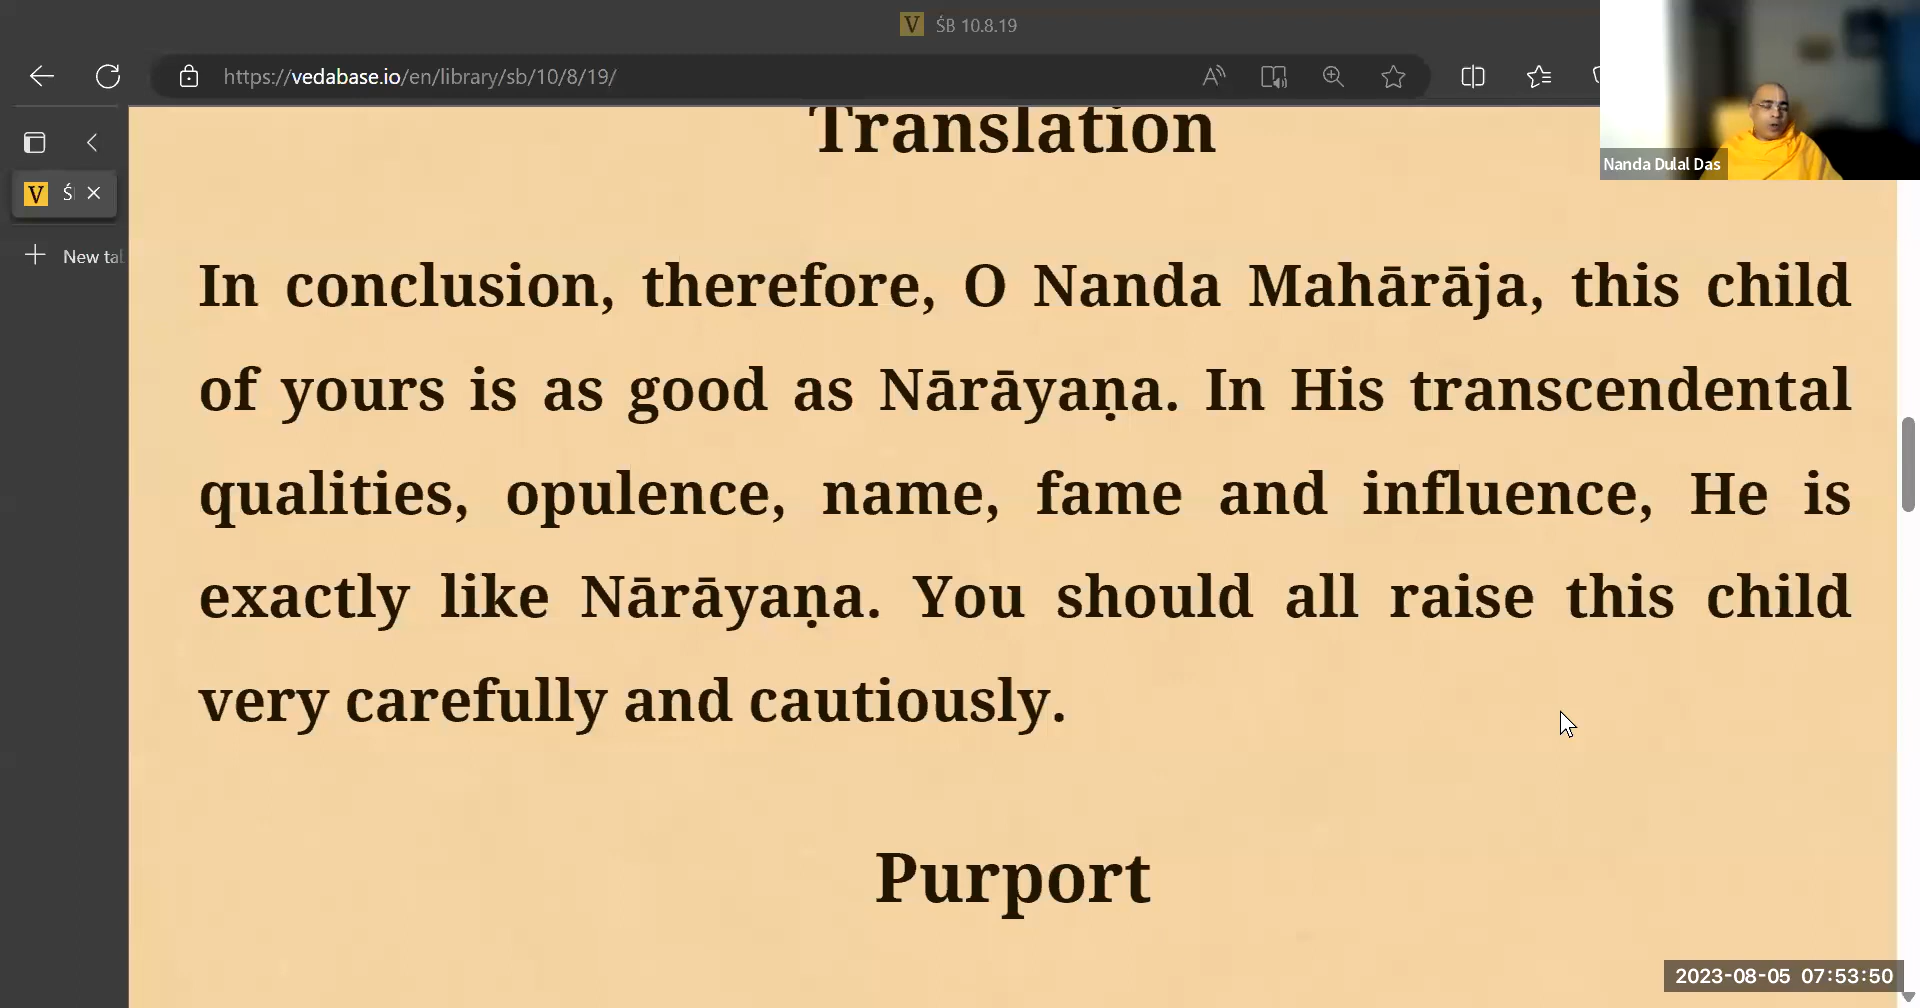 V ŚB 10.8.19
https://vedabase.io/en/library/sb/10/8/19/
Translation
Nanda Dulal Das
V Ś
New tal
In conclusion, therefore, O Nanda Mahārāja, this child
of yours is as good as Nārāyaṇa. In His transcendental
qualities, opulence, name, fame and influence, He is
exactly like Nārāyaṇa. You should all raise this child
very carefully and cautiously.
Purport
2023-08-05 07:53:50